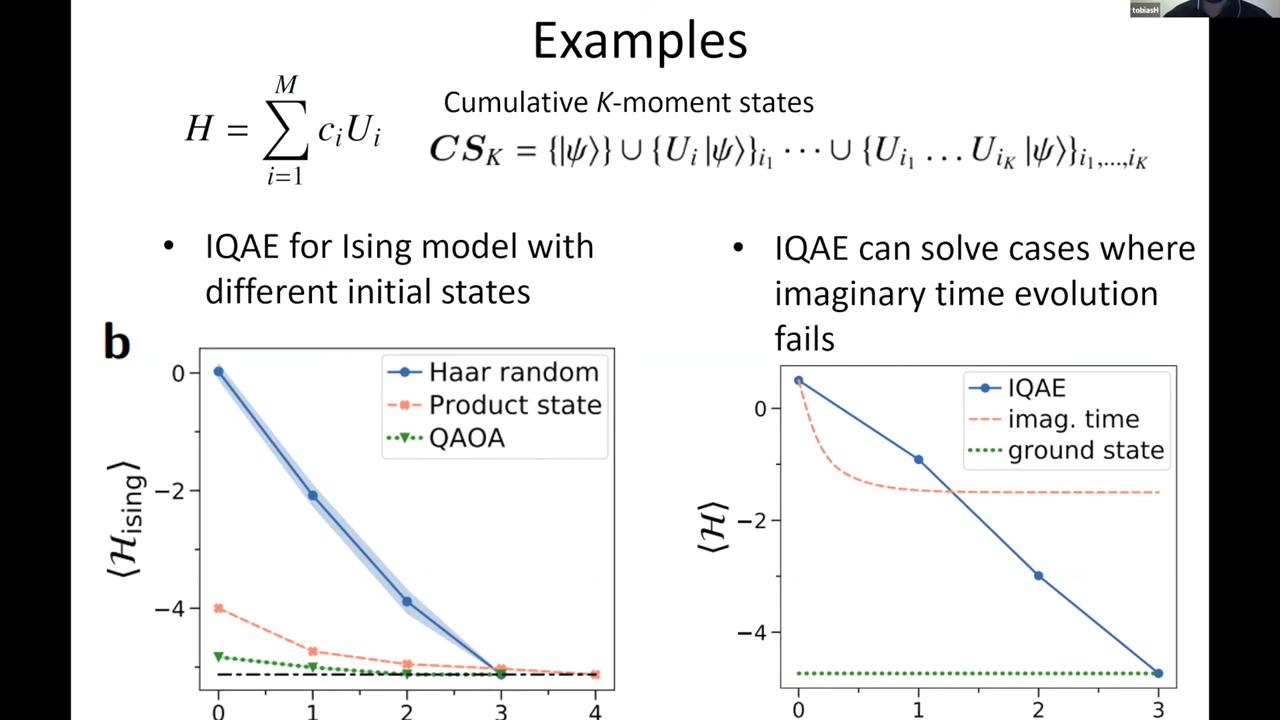 tobiasH
Examples
H = \sum_{i=1}^{M} c_i U_i
Cumulative K-moment states
CS_K = {|ψ⟩} ∪ {U_i |ψ⟩}_{i_1} ⋯ ∪ {U_{i_1} … U_{i_K} |ψ⟩}_{i_1,…,i_K}
• IQAE for Ising model with
different initial states
• IQAE can solve cases where
imaginary time evolution
fails
b
Haar random
Product state
QAOA
⟨H_ising⟩
0
−2
−4
0 1 2 3 4
IQAE
imag. time
ground state
⟨H⟩
0
−2
−4
0 1 2 3